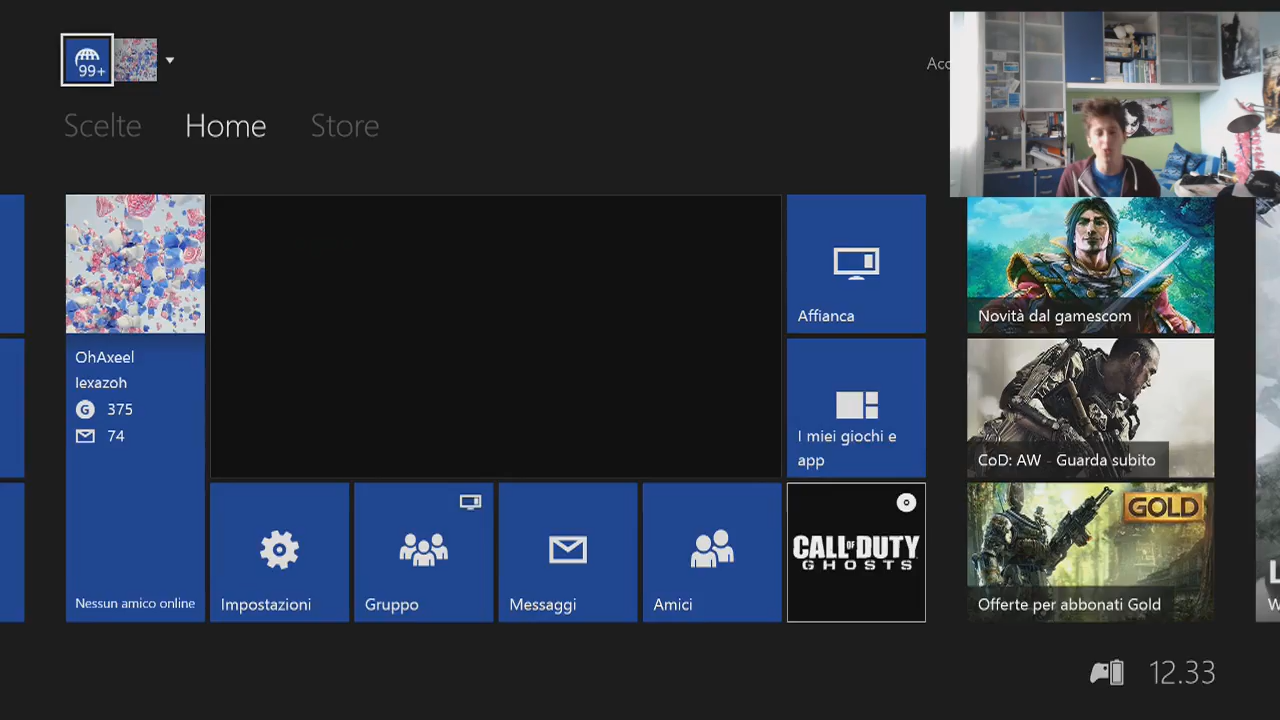 99+
Acc
Scelte Home Store
OhAxeel
lexazoh
G 375
74
Nessun amico online
Impostazioni
Gruppo
Messaggi
Amici
Affianca
I miei giochi e
app
CALL OF DUTY
GHOSTS
Novità dal gamescom
CoD: AW - Guarda subito
GOLD
Offerte per abbonati Gold
12.33